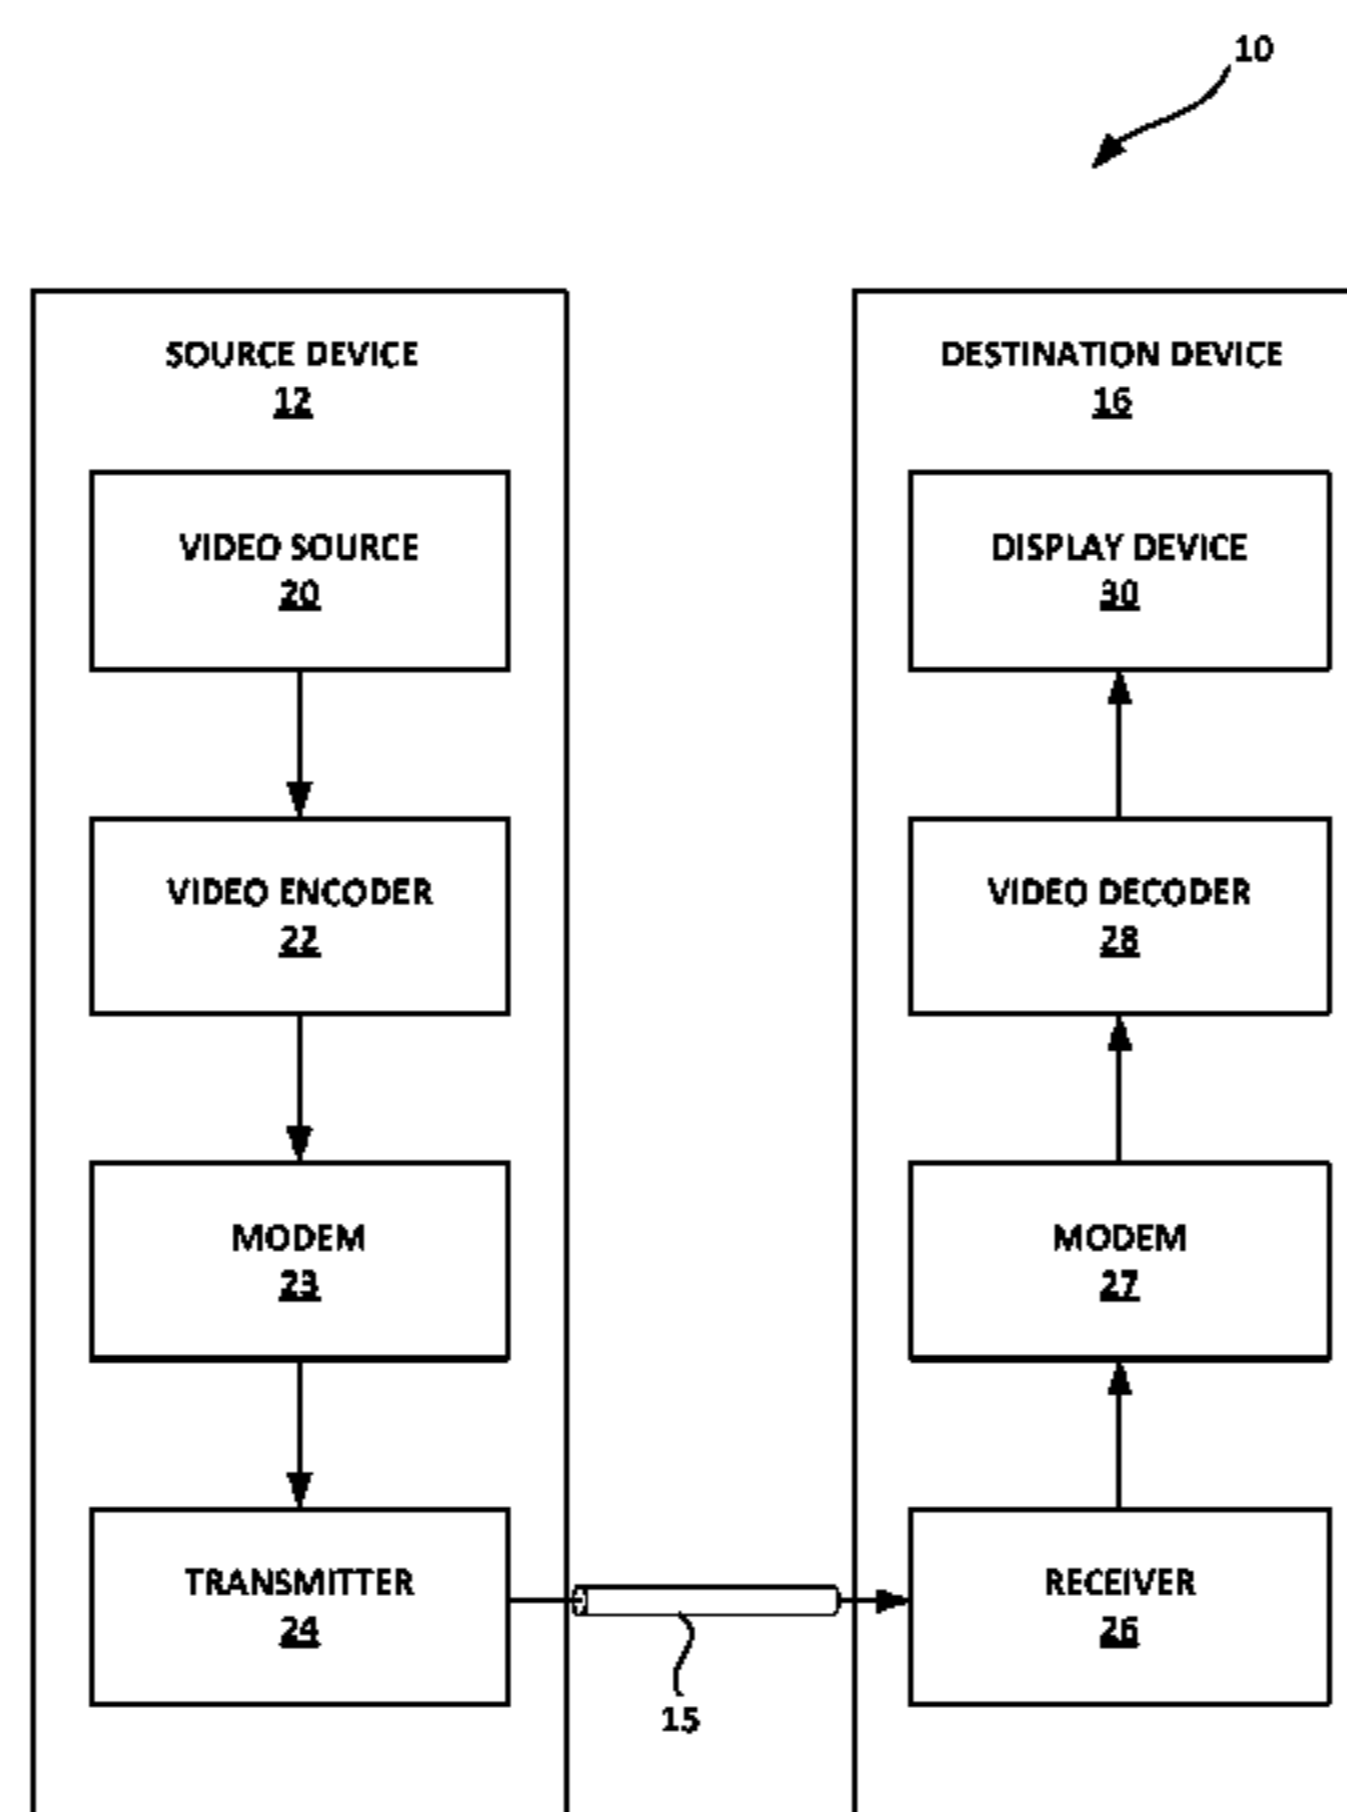 10
SOURCE DEVICE
12
VIDEO SOURCE
20
VIDEO ENCODER
22
MODEM
23
TRANSMITTER
24
15
DESTINATION DEVICE
16
DISPLAY DEVICE
30
VIDEO DECODER
28
MODEM
27
RECEIVER
26